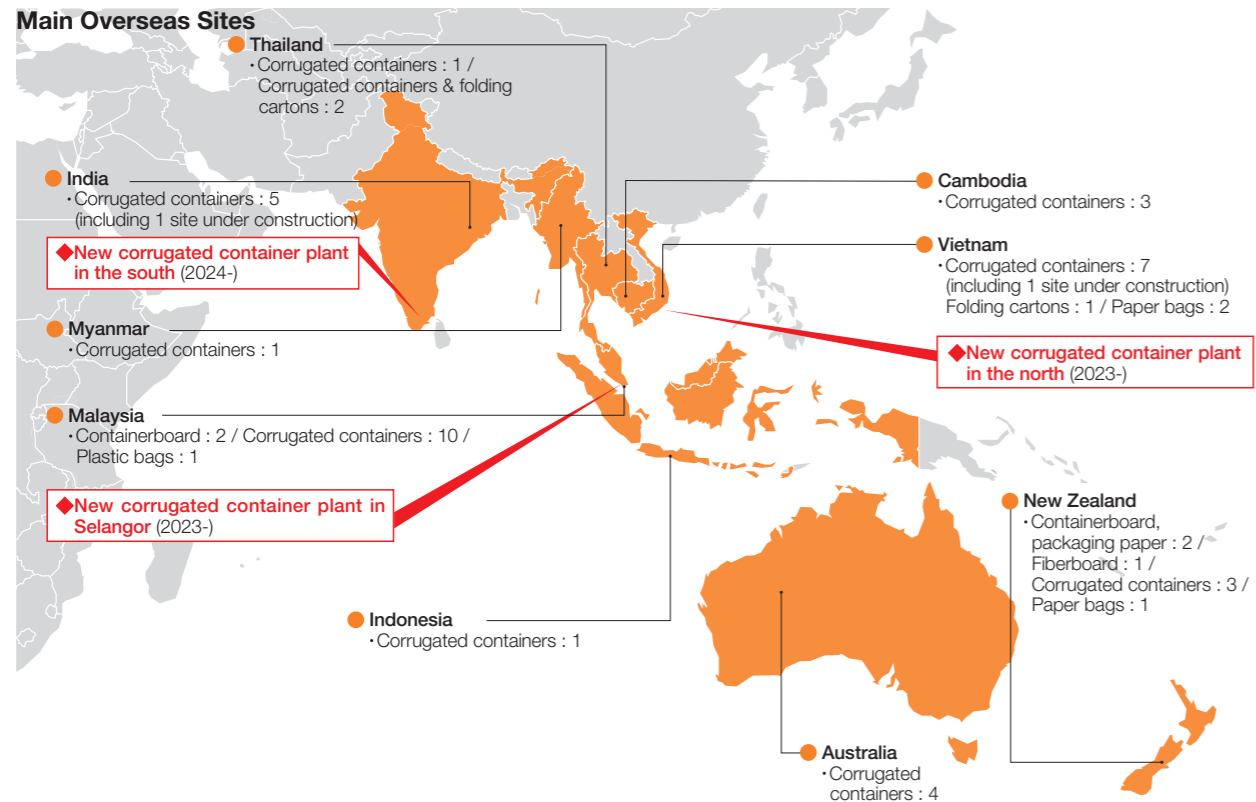 Main Overseas Sites
Thailand
・Corrugated containers : 1 /
Corrugated containers & folding
cartons : 2
India
・Corrugated containers : 5
(including 1 site under construction)
◆New corrugated container plant
in the south (2024-)
Myanmar
・Corrugated containers : 1
Malaysia
・Containerboard : 2 / Corrugated containers : 10 /
Plastic bags : 1
◆New corrugated container plant in
Selangor (2023-)
Cambodia
・Corrugated containers : 3
Vietnam
・Corrugated containers : 7
(including 1 site under construction)
Folding cartons : 1 / Paper bags : 2
◆New corrugated container plant
in the north (2023-)
New Zealand
・Containerboard,
packaging paper : 2 /
Fiberboard : 1 /
Corrugated containers : 3 /
Paper bags : 1
Indonesia
・Corrugated containers : 1
Australia
・Corrugated
containers : 4